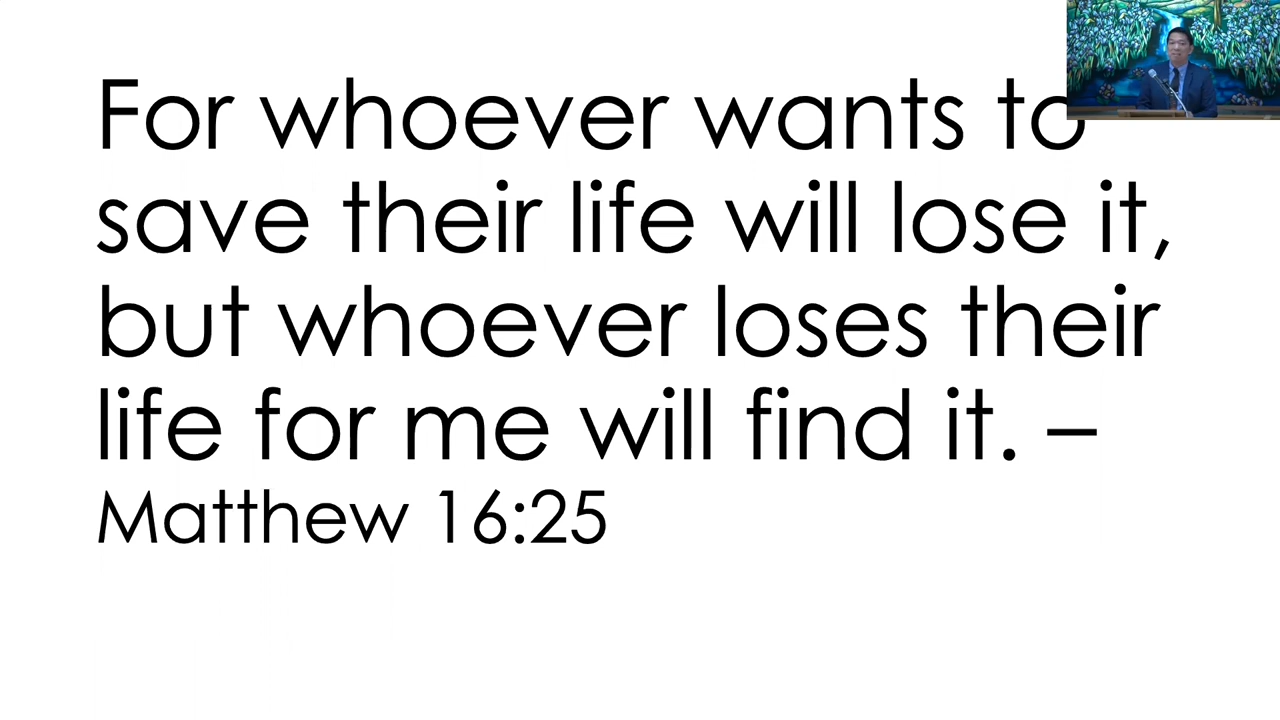 For whoever wants to
save their life will lose it,
but whoever loses their
life for me will find it. –
Matthew 16:25